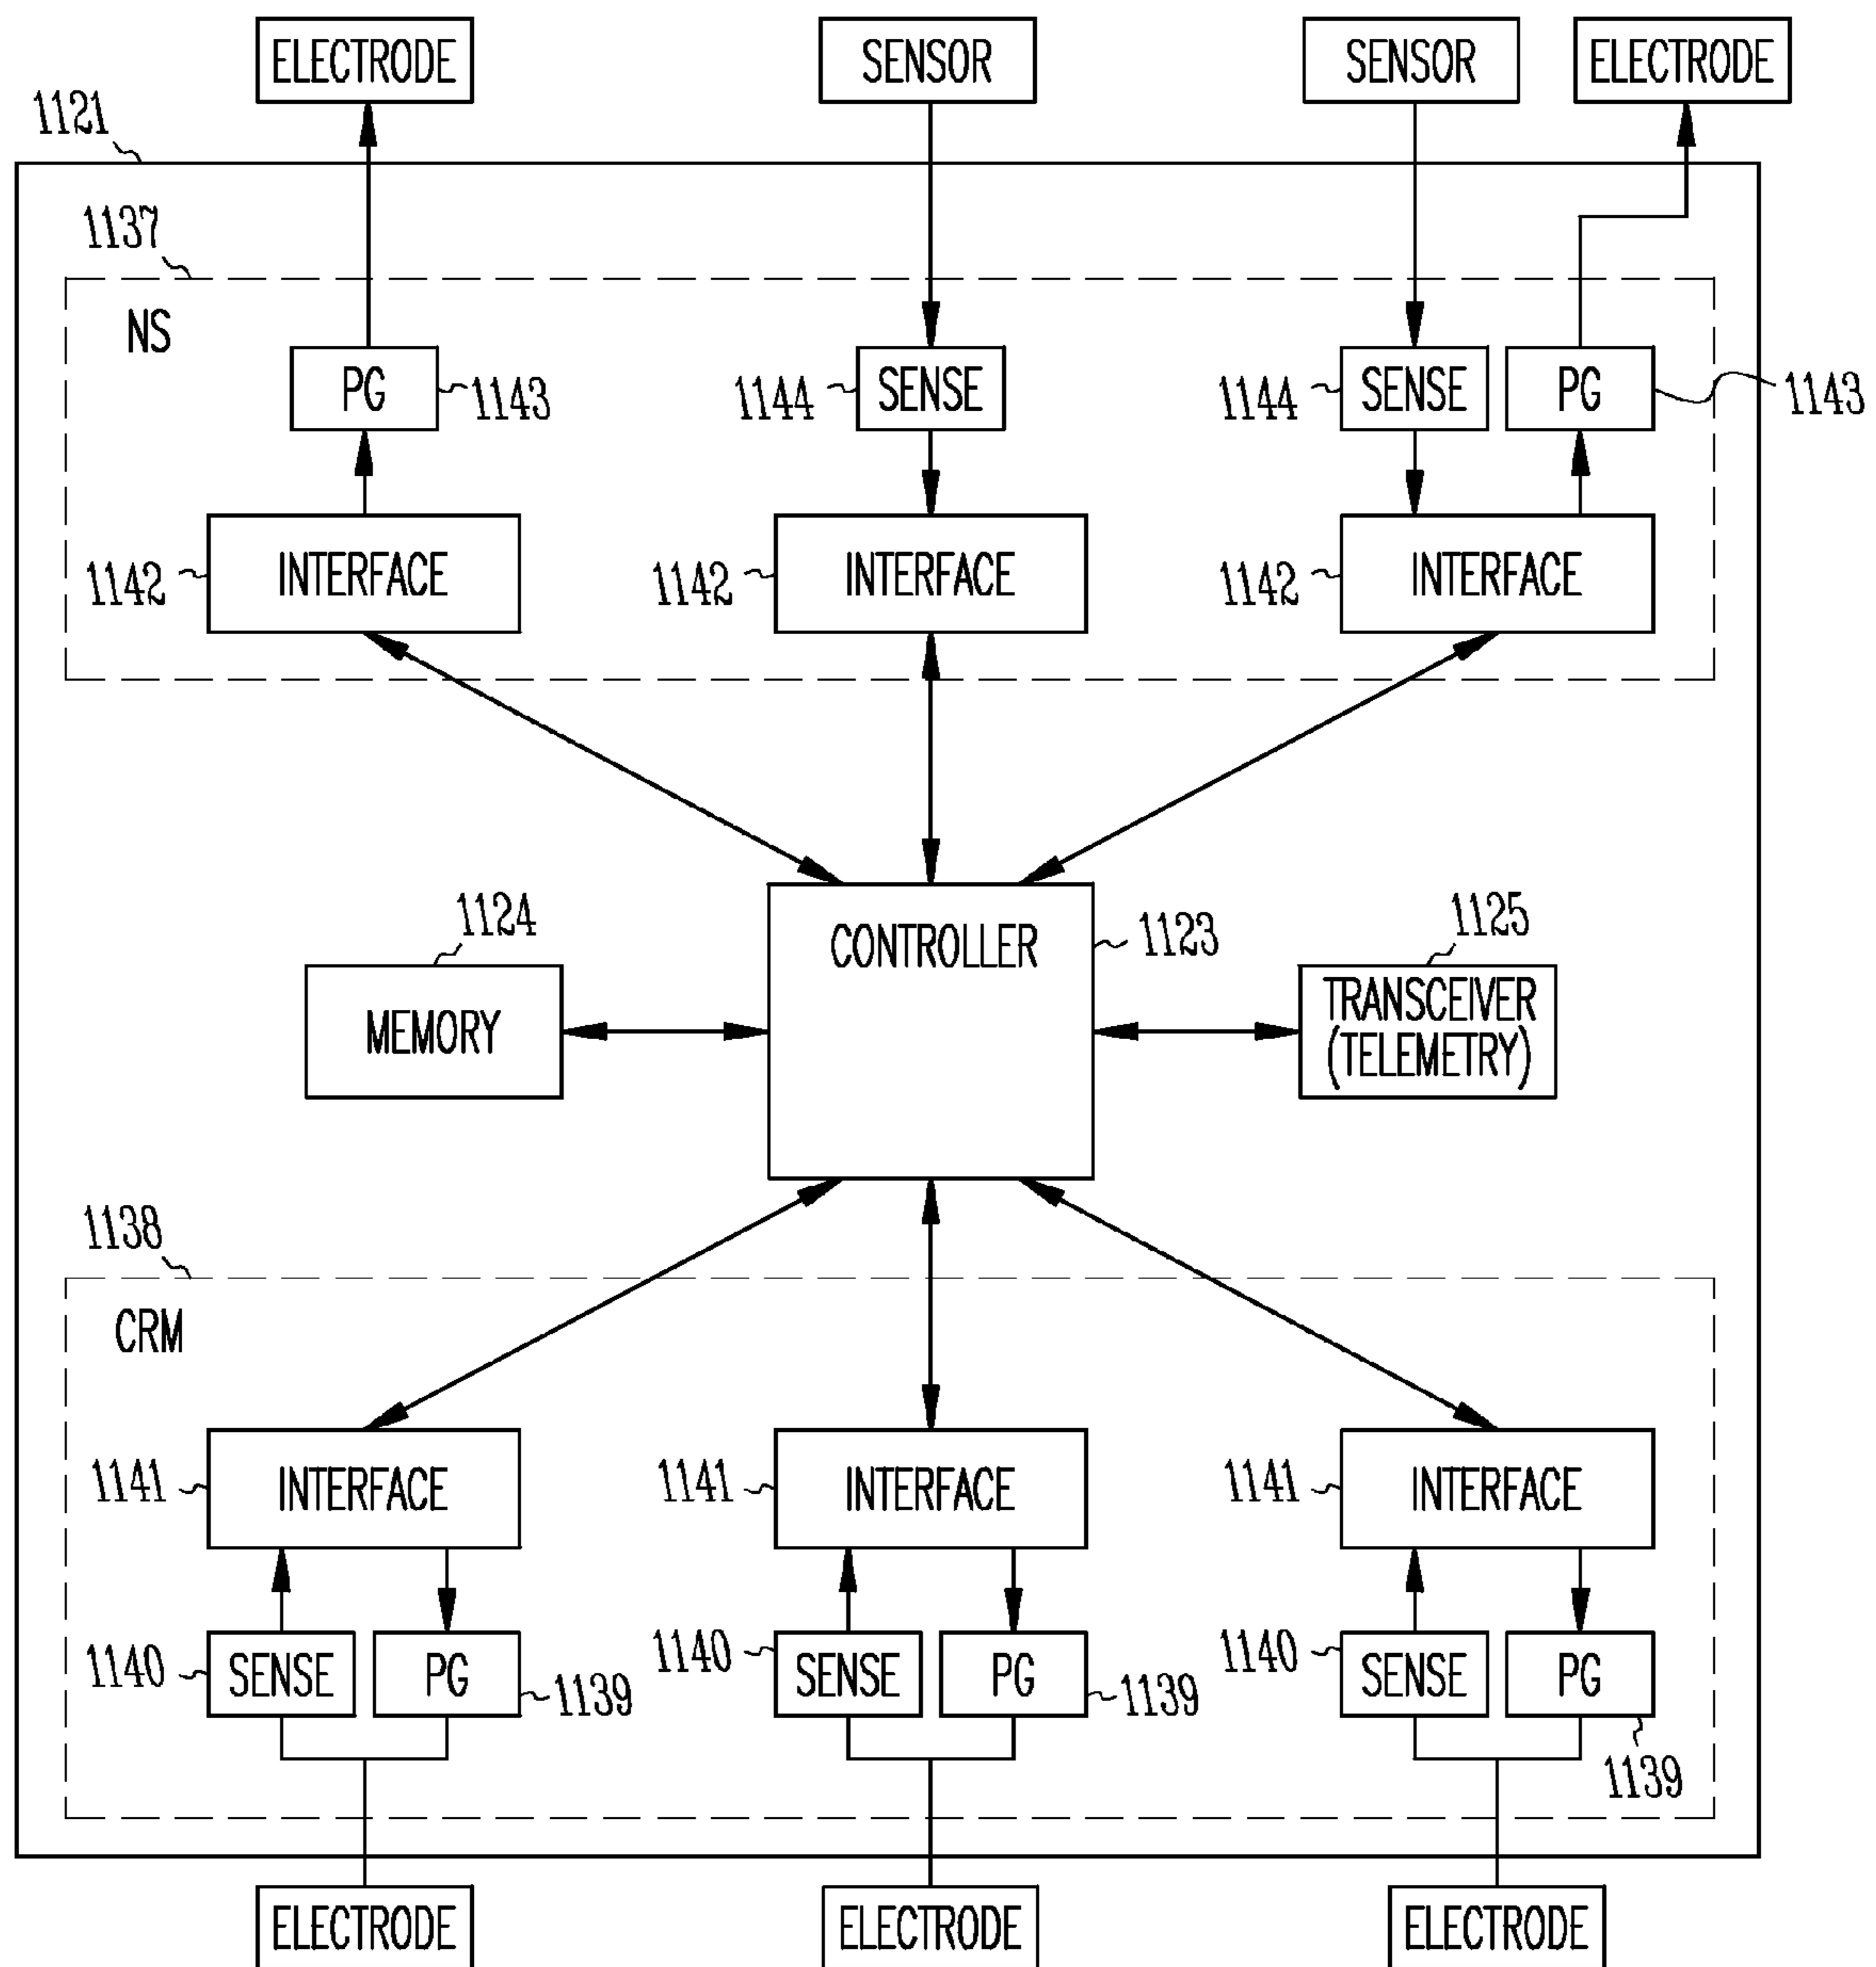 ELECTRODE
SENSOR
SENSOR
ELECTRODE
1121
1137
NS
PG
1143
1144
SENSE
1144
SENSE
PG
1143
1142
INTERFACE
1142
INTERFACE
1142
INTERFACE
1124
MEMORY
CONTROLLER
1123
1125
TRANSCEIVER
(TELEMETRY)
1138
CRM
1141
INTERFACE
1141
INTERFACE
1141
INTERFACE
1140
SENSE
PG
1139
1140
SENSE
PG
1139
1140
SENSE
PG
1139
ELECTRODE
ELECTRODE
ELECTRODE